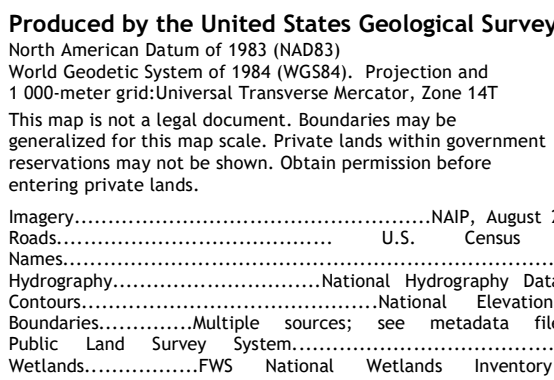 Produced by the United States Geological Survey
North American Datum of 1983 (NAD83)
World Geodetic System of 1984 (WGS84). Projection and
1 000-meter grid:Universal Transverse Mercator, Zone 14T
This map is not a legal document. Boundaries may be
generalized for this map scale. Private lands within government
reservations may not be shown. Obtain permission before
entering private lands.
Imagery....................................................NAIP, August
Roads........................................ U.S. Census
Names........................................................................
Hydrography..............................National Hydrography Data
Contours...........................................National Elevation
Boundaries..............Multiple sources; see metadata file
Public Land Survey System......................................
Wetlands.................FWS National Wetlands Inventory